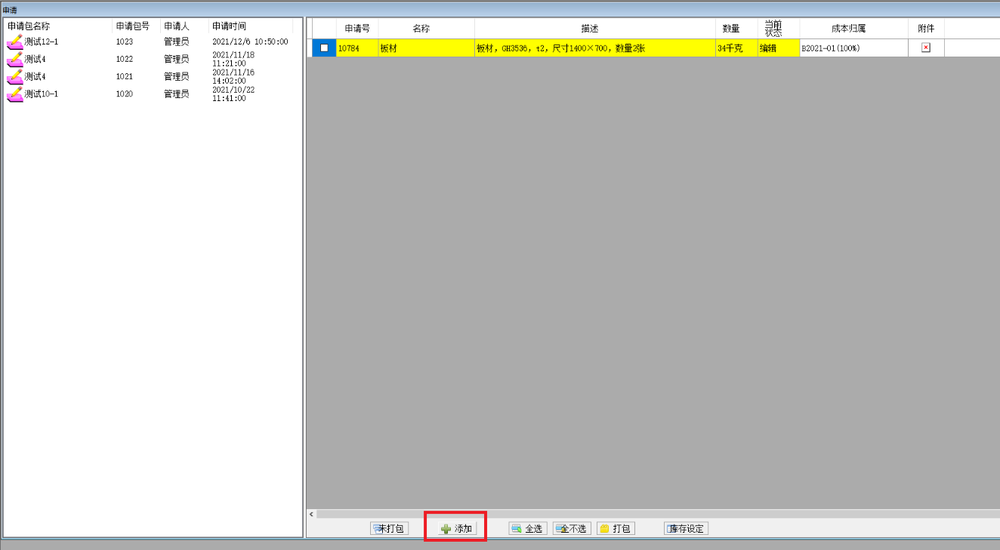 申请
申请包名称 申请包号 申请人 申请时间
测试12-1 1023 管理员 2021/12/6 10:50:00
测试4 1022 管理员 2021/11/18 11:21:00
测试4 1021 管理员 2021/11/16 14:02:00
测试10-1 1020 管理员 2021/10/22 11:41:00
申请号 名称 描述 数量 当前状态 成本归属 附件
10784 板材 板材，GH3536，t2，尺寸1400×700，数量2张 34千克 编辑 B2021-01(100%)
未打包 添加 全选 全不选 打包 库存设定